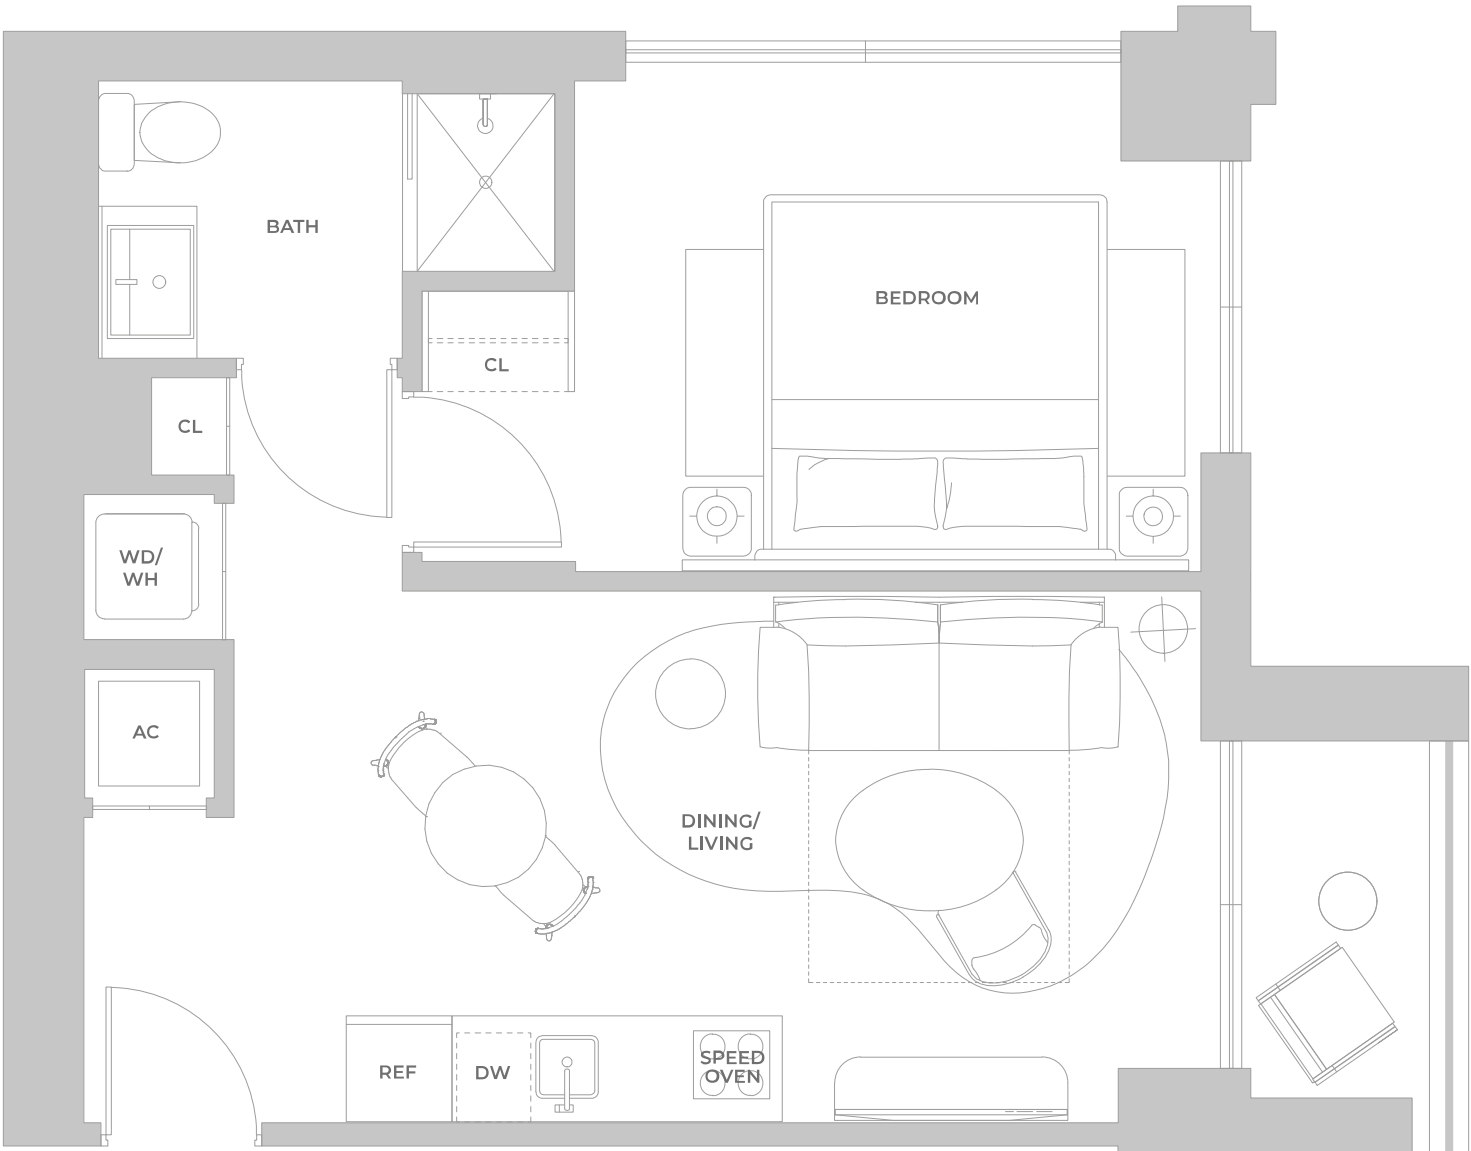 BATH
BEDROOM
CL
CL
WD/
WH
AC
DINING/
LIVING
REF
DW
SPEED
OVEN